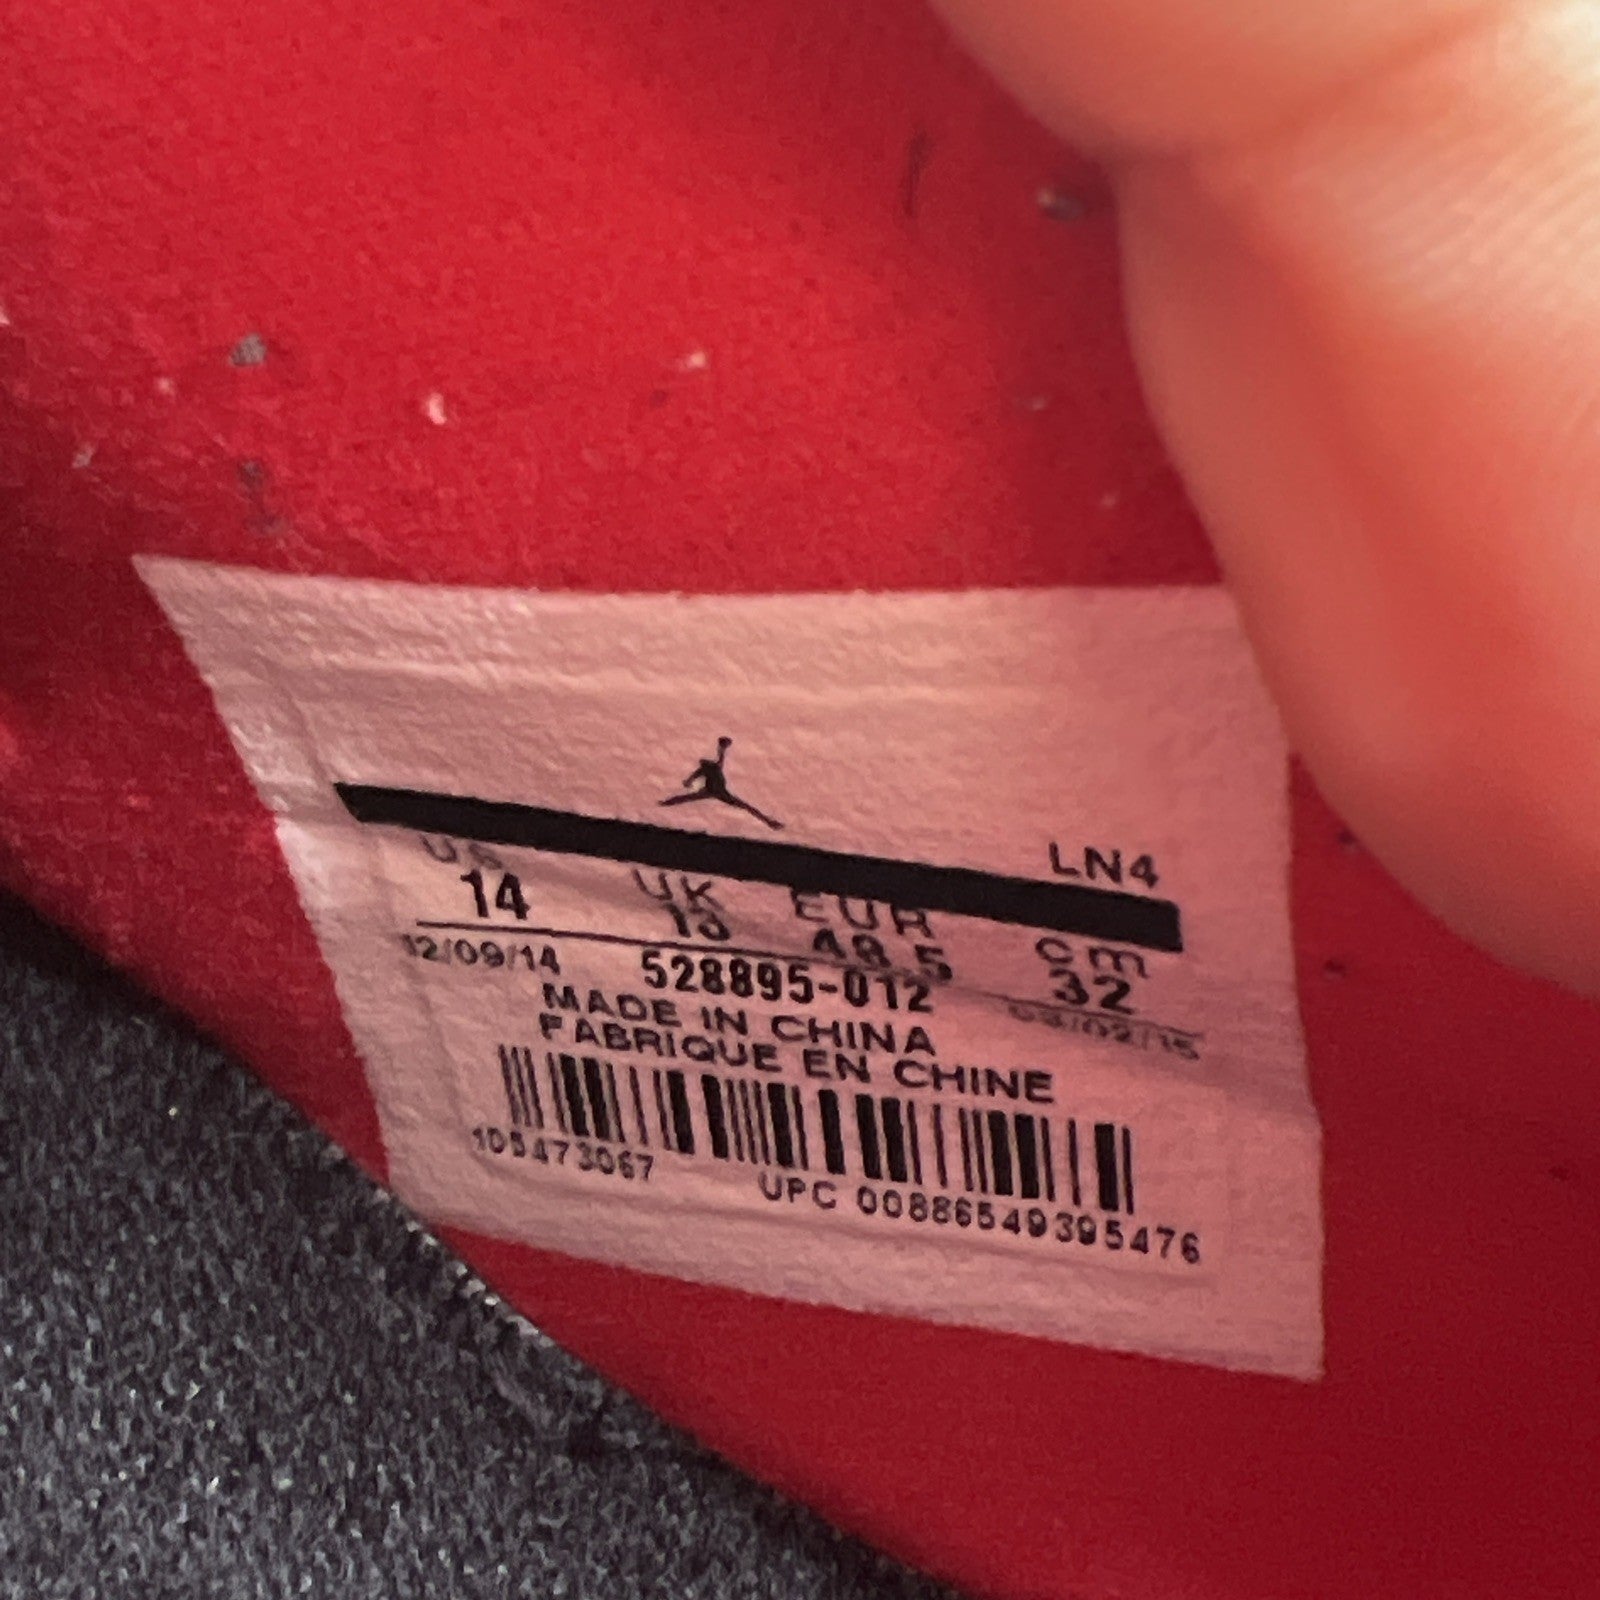 LN4
US UK EUR cm
14 13 48.5 32
12/09/14 528895-012 03/02/15
MADE IN CHINA
FABRIQUE EN CHINE
105473067 UPC 00886549395476